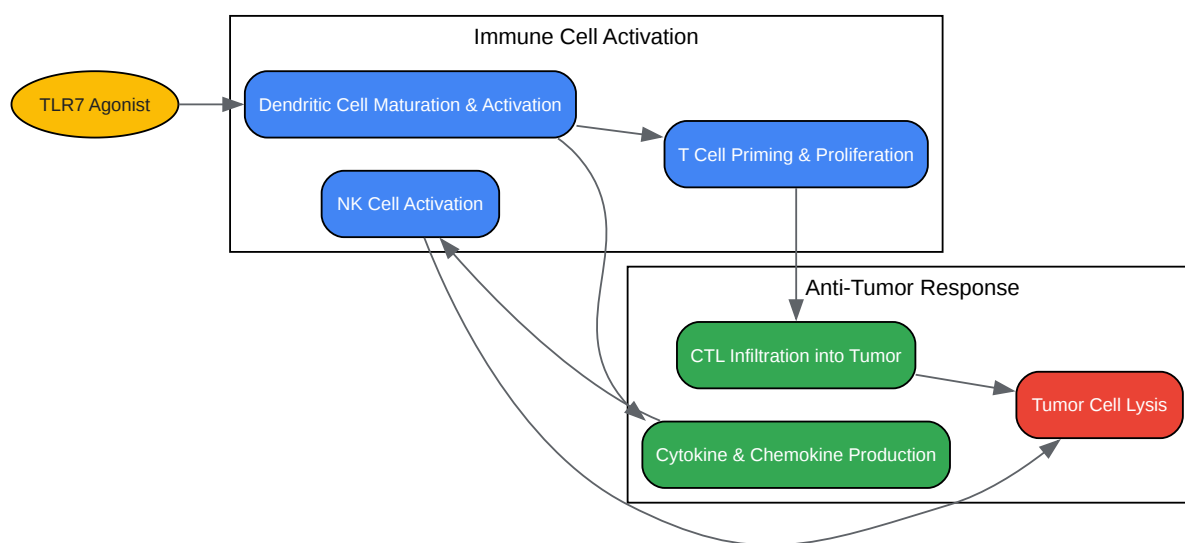 Immune Cell Activation
TLR7 Agonist
Dendritic Cell Maturation & Activation
T Cell Priming & Proliferation
NK Cell Activation
Anti-Tumor Response
CTL Infiltration into Tumor
Tumor Cell Lysis
Cytokine & Chemokine Production